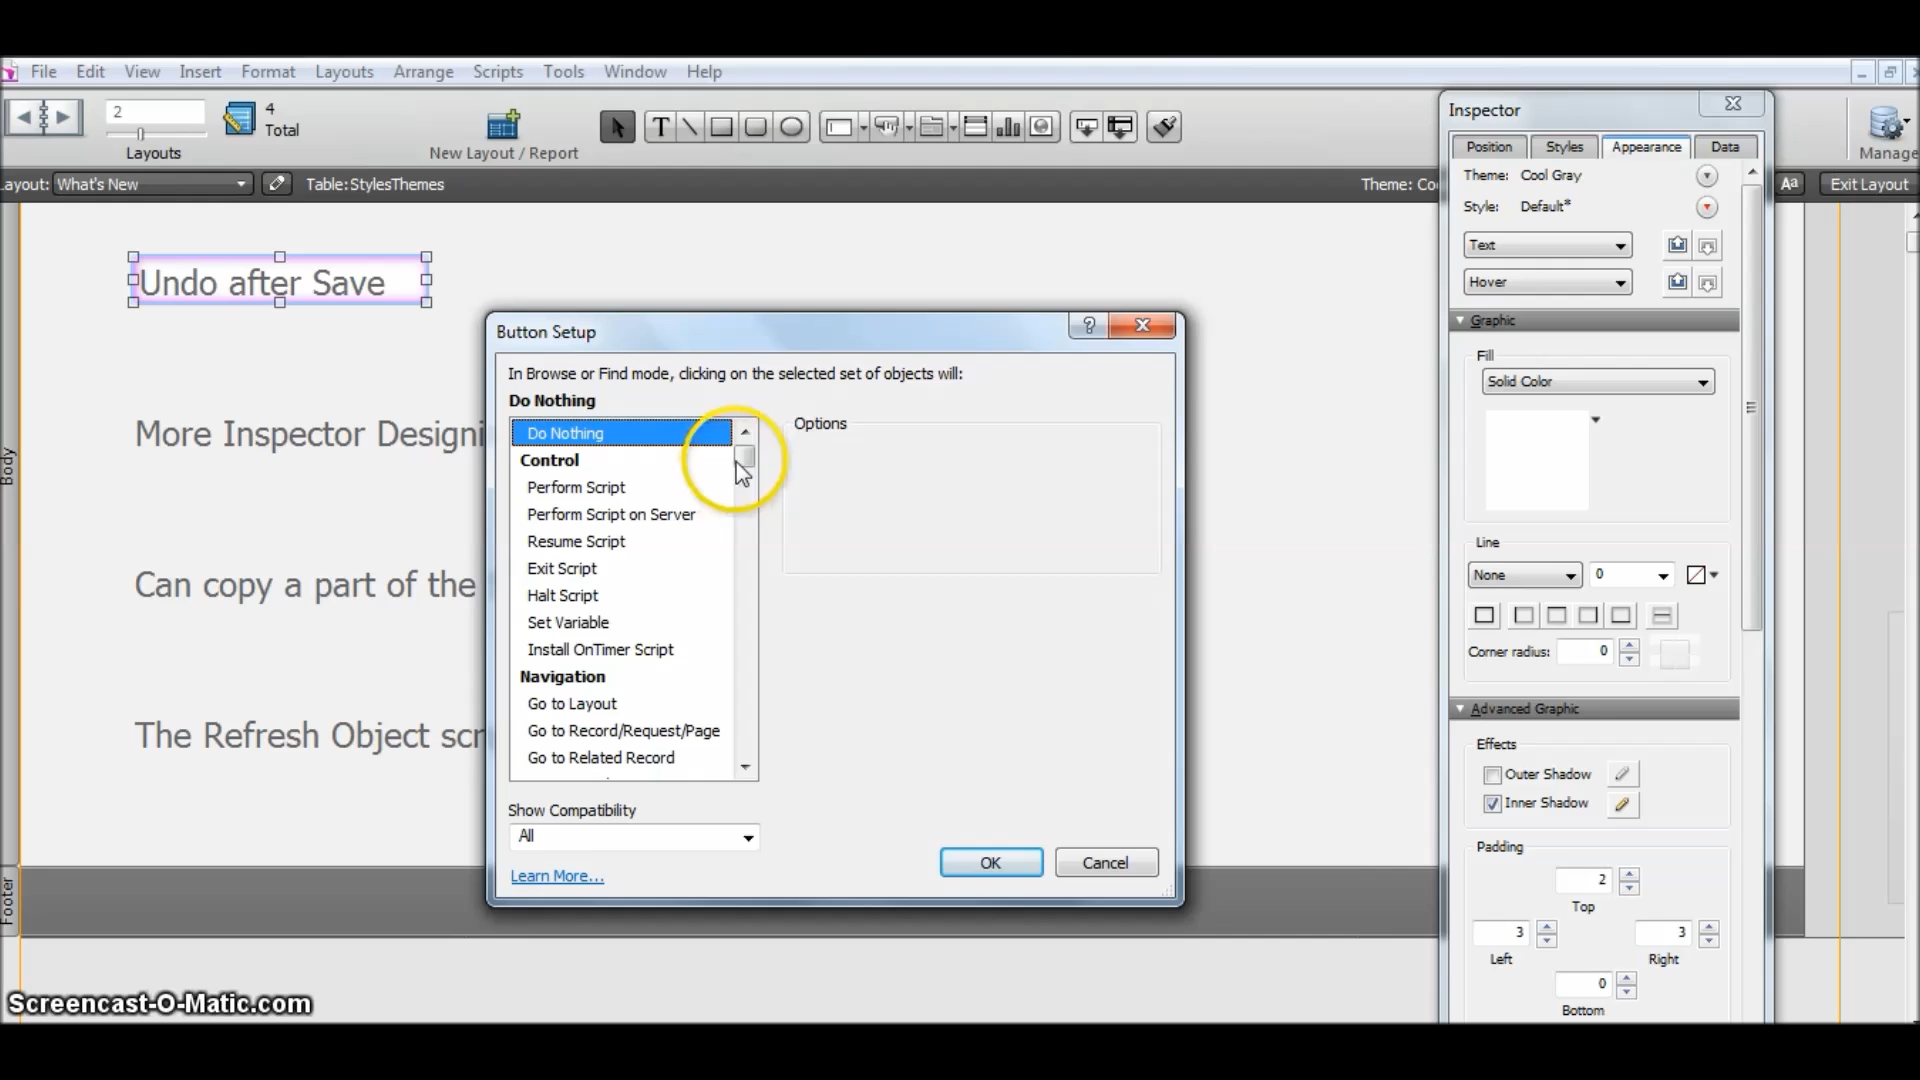 File Edit View Insert Format Layouts Arrange Scripts Tools Window Help
2
4
Total
Layouts
New Layout / Report
Manage
Layout: What's New
Table: StylesThemes
Theme: Co
Aa
Exit Layout
Inspector
Position Styles Appearance Data
Theme: Cool Gray
Style: Default*
Text
Hover
Graphic
Fill
Solid Color
Line
None
0
Corner radius: 0
Advanced Graphic
Effects
Outer Shadow
Inner Shadow
Padding
2
Top
3
3
Left
Right
0
Bottom
Body
Footer
Undo after Save
More Inspector Designi
Can copy a part of the
The Refresh Object scr
Button Setup
?
In Browse or Find mode, clicking on the selected set of objects will:
Do Nothing
Do Nothing
Control
Perform Script
Perform Script on Server
Resume Script
Exit Script
Halt Script
Set Variable
Install OnTimer Script
Navigation
Go to Layout
Go to Record/Request/Page
Go to Related Record
Options
Show Compatibility
All
Learn More...
OK
Cancel
Screencast-O-Matic.com